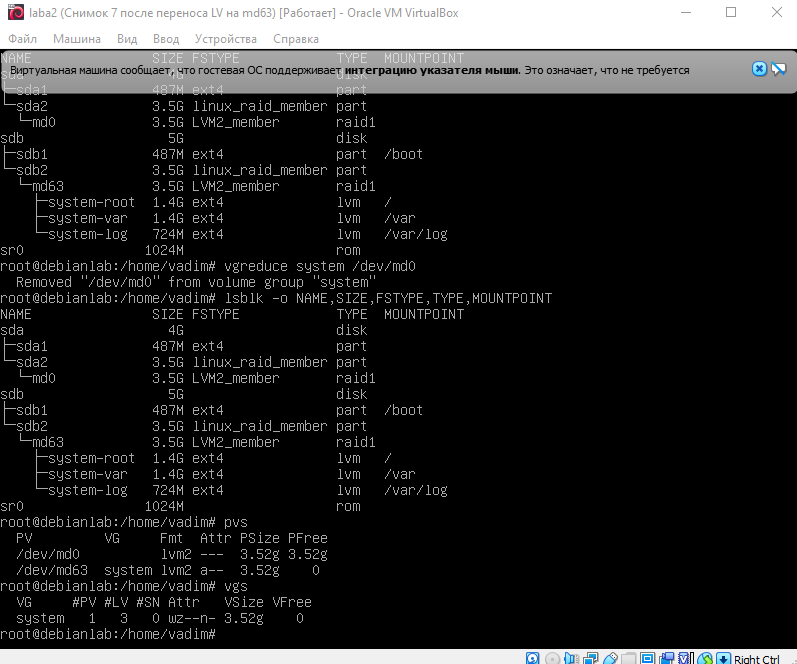 laba2 (Снимок 7 после переноса LV на md63) [Работает] - Oracle VM VirtualBox
Файл Машина Вид Ввод Устройства Справка
NAME SIZE FSTYPE TYPE MOUNTPOINT
Виртуальная машина сообщает, что гостевая ОС поддерживает интеграцию указателя мыши. Это означает, что не требуется
├─sda1 487M ext4 part
└─sda2 3.5G linux_raid_member part
  └─md0 3.5G LVM2_member raid1
sdb 5G disk
├─sdb1 487M ext4 part /boot
└─sdb2 3.5G linux_raid_member part
  └─md63 3.5G LVM2_member raid1
    ├─system-root 1.4G ext4 lvm /
    ├─system-var 1.4G ext4 lvm /var
    └─system-log 724M ext4 lvm /var/log
sr0 1024M rom
root@debianlab:/home/vadim# vgreduce system /dev/md0
  Removed "/dev/md0" from volume group "system"
root@debianlab:/home/vadim# lsblk -o NAME,SIZE,FSTYPE,TYPE,MOUNTPOINT
NAME SIZE FSTYPE TYPE MOUNTPOINT
sda 4G disk
├─sda1 487M ext4 part
└─sda2 3.5G linux_raid_member part
  └─md0 3.5G LVM2_member raid1
sdb 5G disk
├─sdb1 487M ext4 part /boot
└─sdb2 3.5G linux_raid_member part
  └─md63 3.5G LVM2_member raid1
    ├─system-root 1.4G ext4 lvm /
    ├─system-var 1.4G ext4 lvm /var
    └─system-log 724M ext4 lvm /var/log
sr0 1024M rom
root@debianlab:/home/vadim# pvs
  PV VG Fmt Attr PSize PFree
  /dev/md0 lvm2 --- 3.52g 3.52g
  /dev/md63 system lvm2 a-- 3.52g 0
root@debianlab:/home/vadim# vgs
  VG #PV #LV #SN Attr VSize VFree
  system 1 3 0 wz--n- 3.52g 0
root@debianlab:/home/vadim#
Right Ctrl